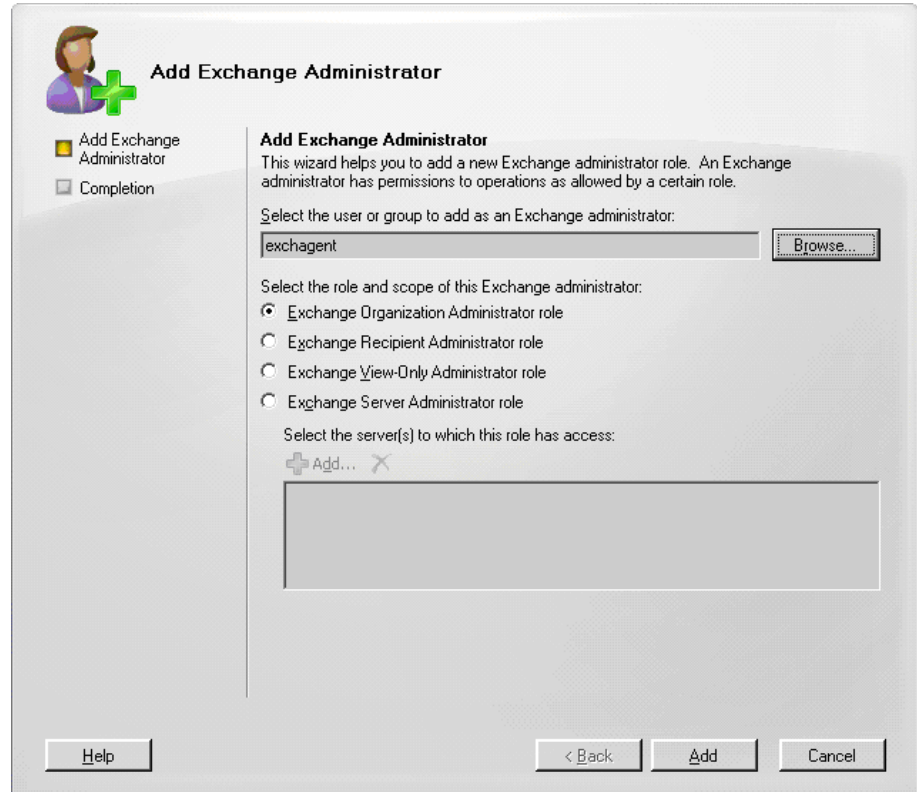 Add Exchange Administrator
Add Exchange
Administrator
Completion
Add Exchange Administrator
This wizard helps you to add a new Exchange administrator role. An Exchange
administrator has permissions to operations as allowed by a certain role.
Select the user or group to add as an Exchange administrator:
exchagent
Browse...
Select the role and scope of this Exchange administrator:
Exchange Organization Administrator role
Exchange Recipient Administrator role
Exchange View-Only Administrator role
Exchange Server Administrator role
Select the server(s) to which this role has access:
Add...
Help
< Back
Add
Cancel